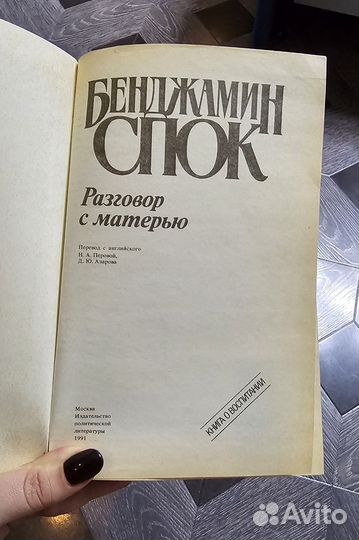 БЕНДЖАМИН
СПОК
Разговор
с матерью
Перевод с английского
Н. А. Перовой,
Д. Ю. Азарова
КНИГА О ВОСПИТАНИИ
Москва
Издательство
политической
литературы
1991
Avito